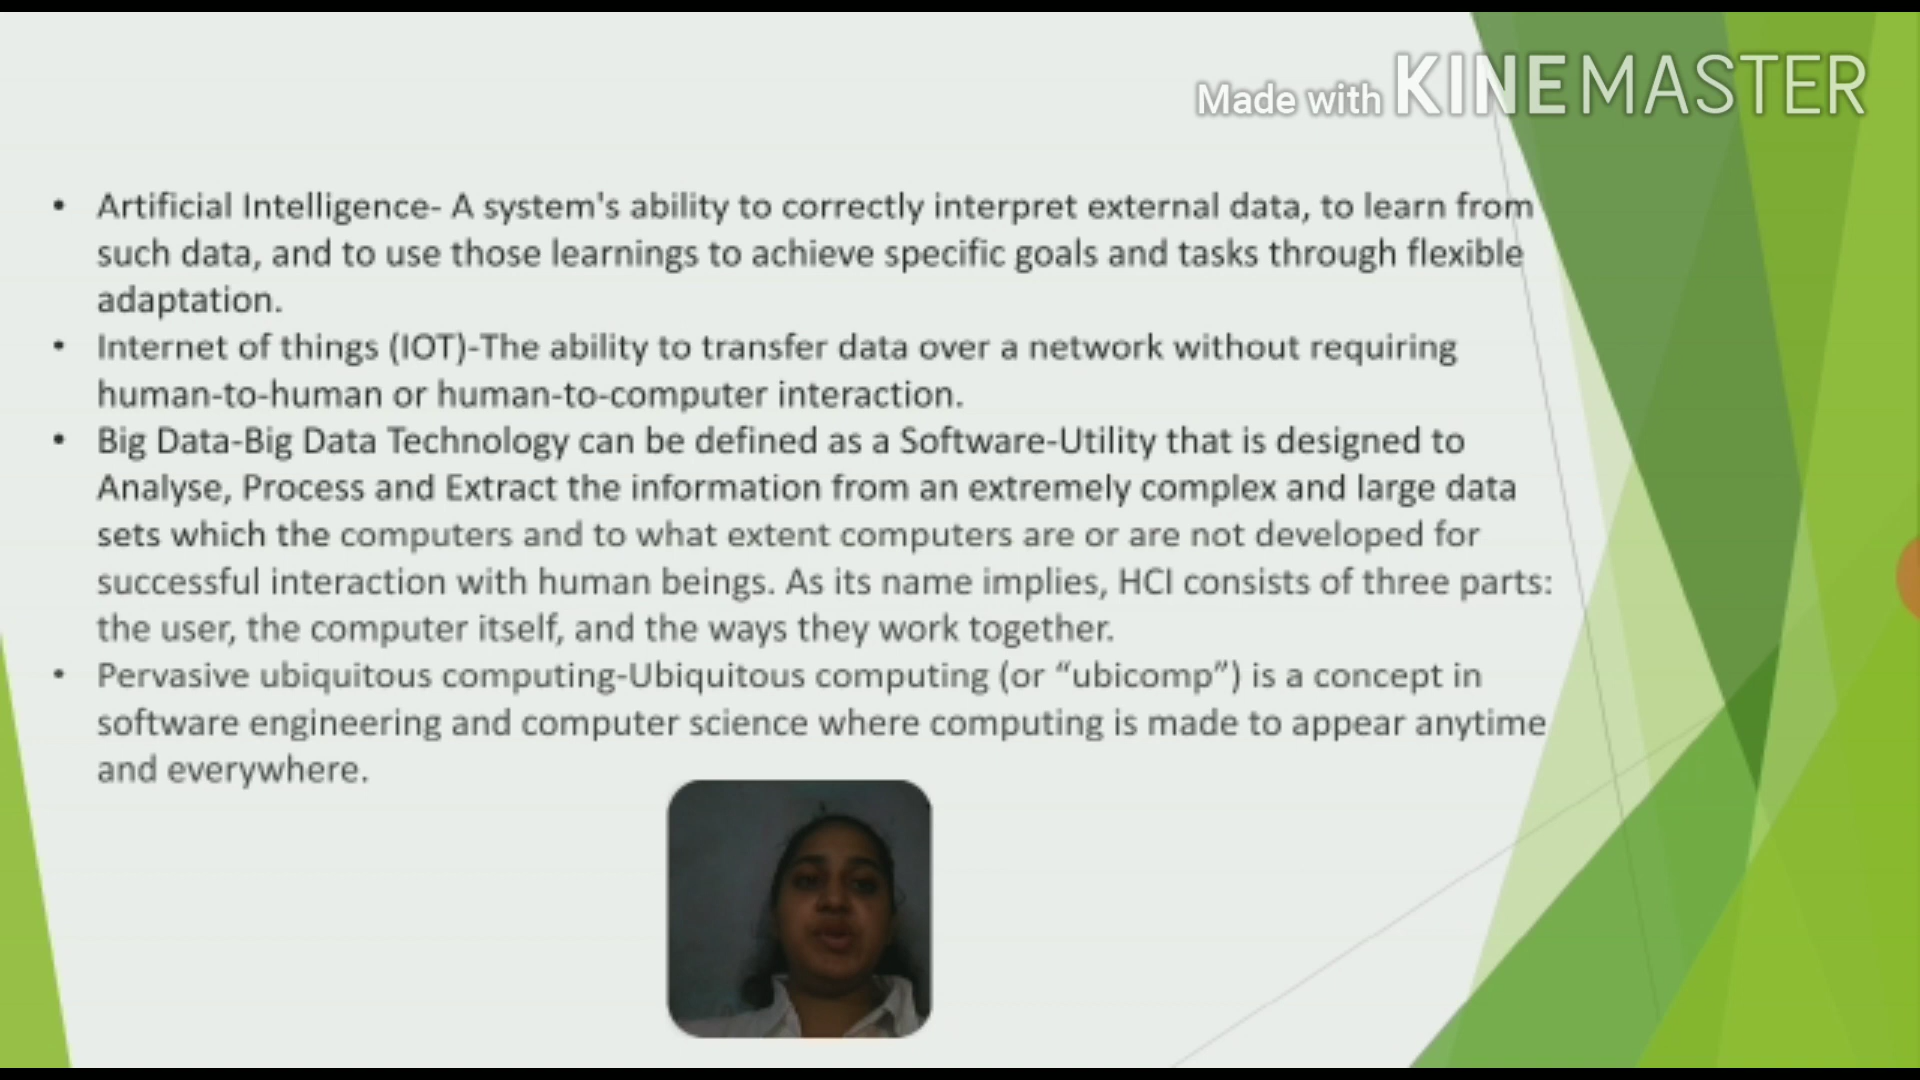 Made with KINEMASTER
• Artificial Intelligence- A system's ability to correctly interpret external data, to learn from
such data, and to use those learnings to achieve specific goals and tasks through flexible
adaptation.
• Internet of things (IOT)-The ability to transfer data over a network without requiring
human-to-human or human-to-computer interaction.
• Big Data-Big Data Technology can be defined as a Software-Utility that is designed to
Analyse, Process and Extract the information from an extremely complex and large data
sets which the computers and to what extent computers are or are not developed for
successful interaction with human beings. As its name implies, HCI consists of three parts:
the user, the computer itself, and the ways they work together.
• Pervasive ubiquitous computing-Ubiquitous computing (or “ubicomp”) is a concept in
software engineering and computer science where computing is made to appear anytime
and everywhere.